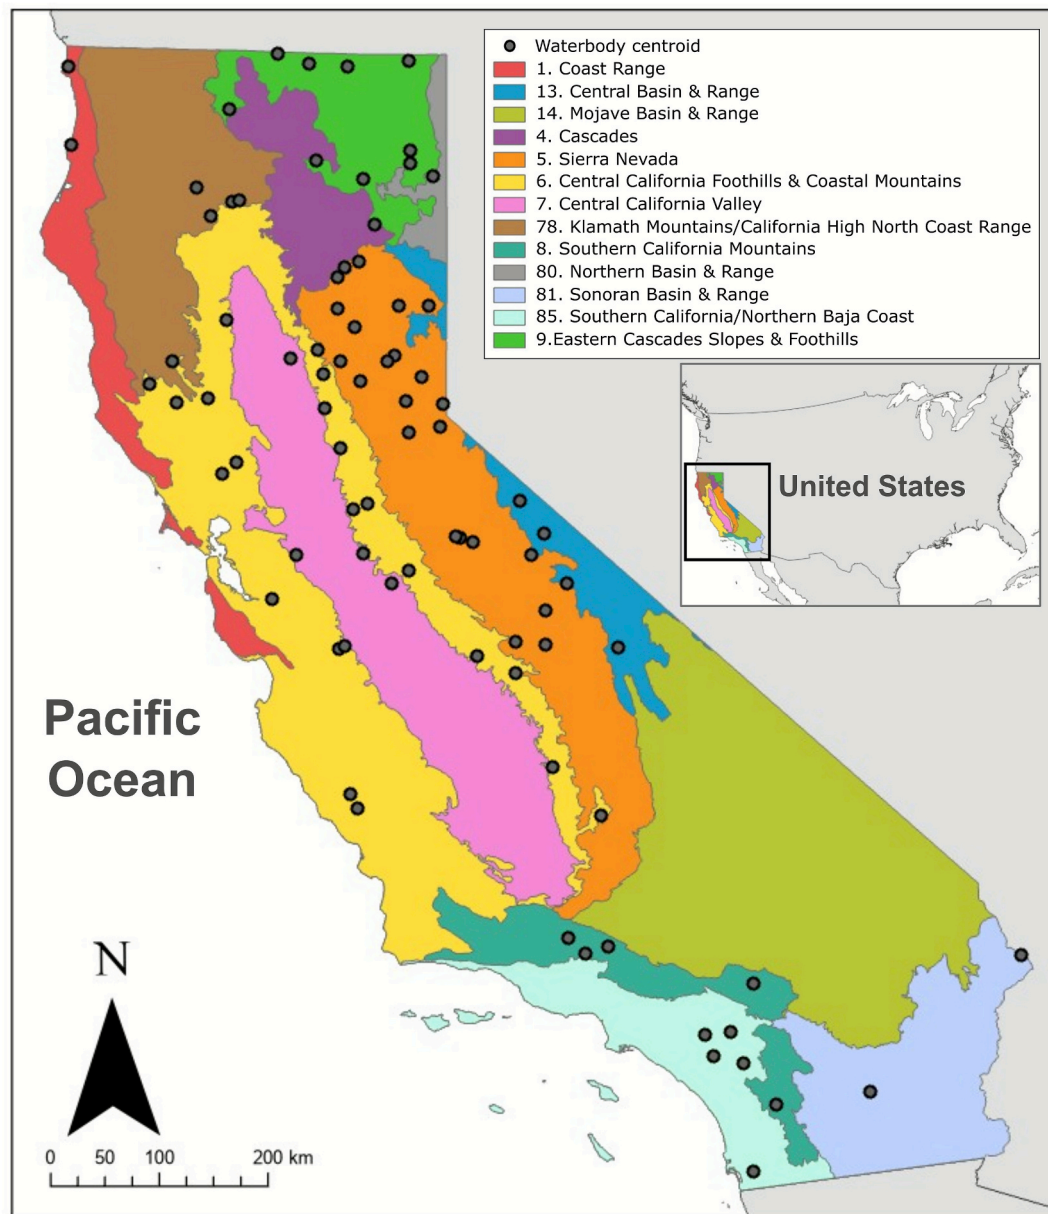 Waterbody centroid
1. Coast Range
13. Central Basin & Range
14. Mojave Basin & Range
4. Cascades
5. Sierra Nevada
6. Central California Foothills & Coastal Mountains
7. Central California Valley
78. Klamath Mountains/California High North Coast Range
8. Southern California Mountains
80. Northern Basin & Range
81. Sonoran Basin & Range
85. Southern California/Northern Baja Coast
9.Eastern Cascades Slopes & Foothills
United States
Pacific
Ocean
N
0 50 100 200 km